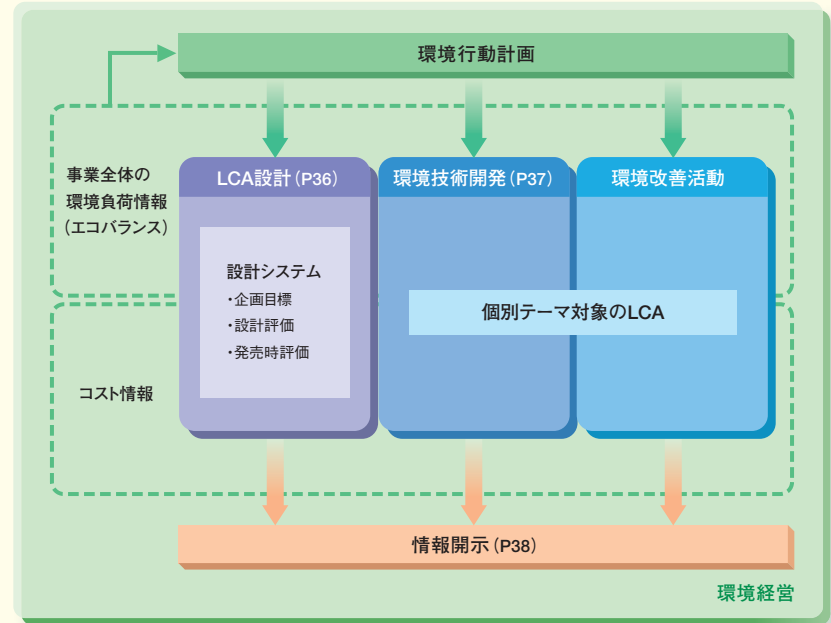 環境行動計画
事業全体の
環境負荷情報
(エコバランス)
LCA設計(P36)
環境技術開発(P37)
環境改善活動
設計システム
・企画目標
・設計評価
・発売時評価
個別テーマ対象のLCA
コスト情報
情報開示(P38)
環境経営